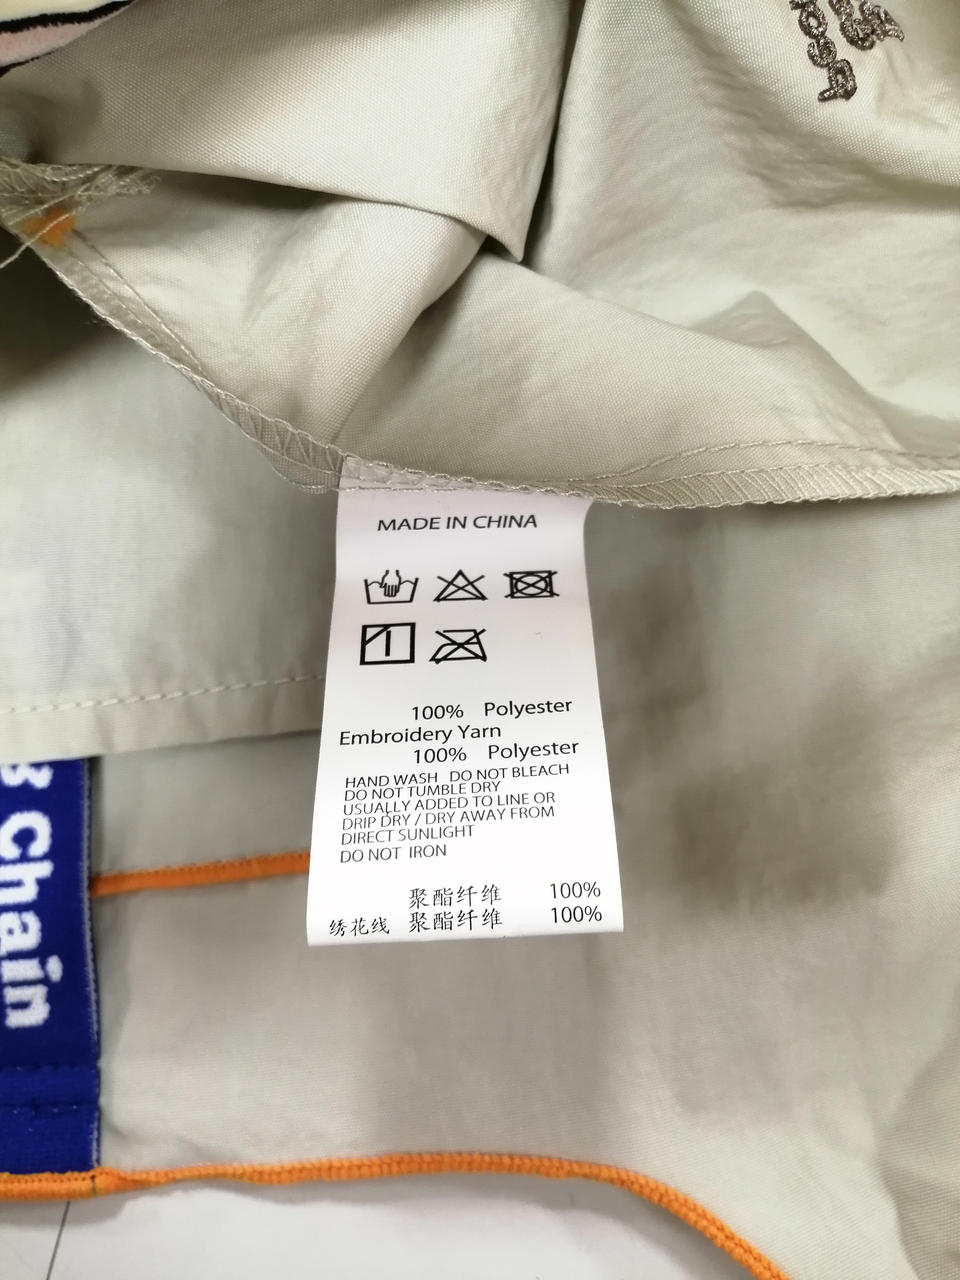 MADE IN CHINA
100% Polyester
Embroidery Yarn
100% Polyester
HAND WASH DO NOT BLEACH
DO NOT TUMBLE DRY
USUALLY ADDED TO LINE OR
DRIP DRY / DRY AWAY FROM
DIRECT SUNLIGHT
DO NOT IRON
聚酯纤维 100%
绣花线 聚酯纤维 100%
chain